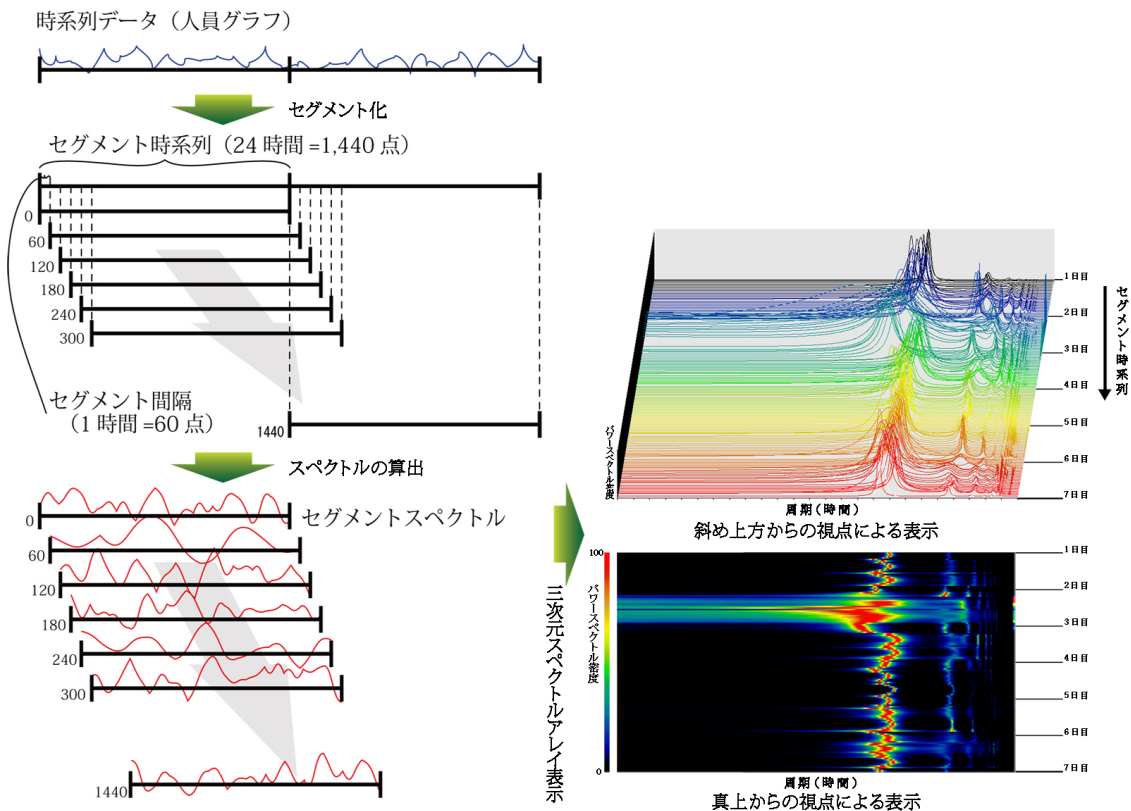 時系列データ（人員グラフ）
セグメント化
セグメント時系列（24 時間 =1,440 点）
0
60
120
180
240
300
セグメント間隔
（1 時間 =60 点）
1440
スペクトルの算出
セグメントスペクトル
0
60
120
180
240
300
1440
三次元スペクトルアレイ表示
1日目
2日目
3日目
4日目
5日目
6日目
7日目
セグメント時系列
パワースペクトル密度
周期(時間)
斜め上方からの視点による表示
100
0
パワースペクトル密度
1日目
2日目
3日目
4日目
5日目
6日目
7日目
周期(時間)
真上からの視点による表示